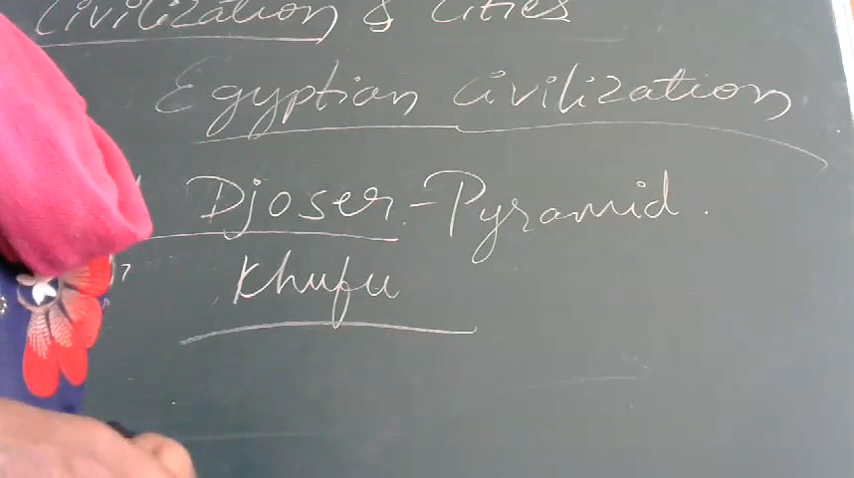 Civilization & Cities
Egyptian Civilization
Djoser - Pyramid.
Khufu